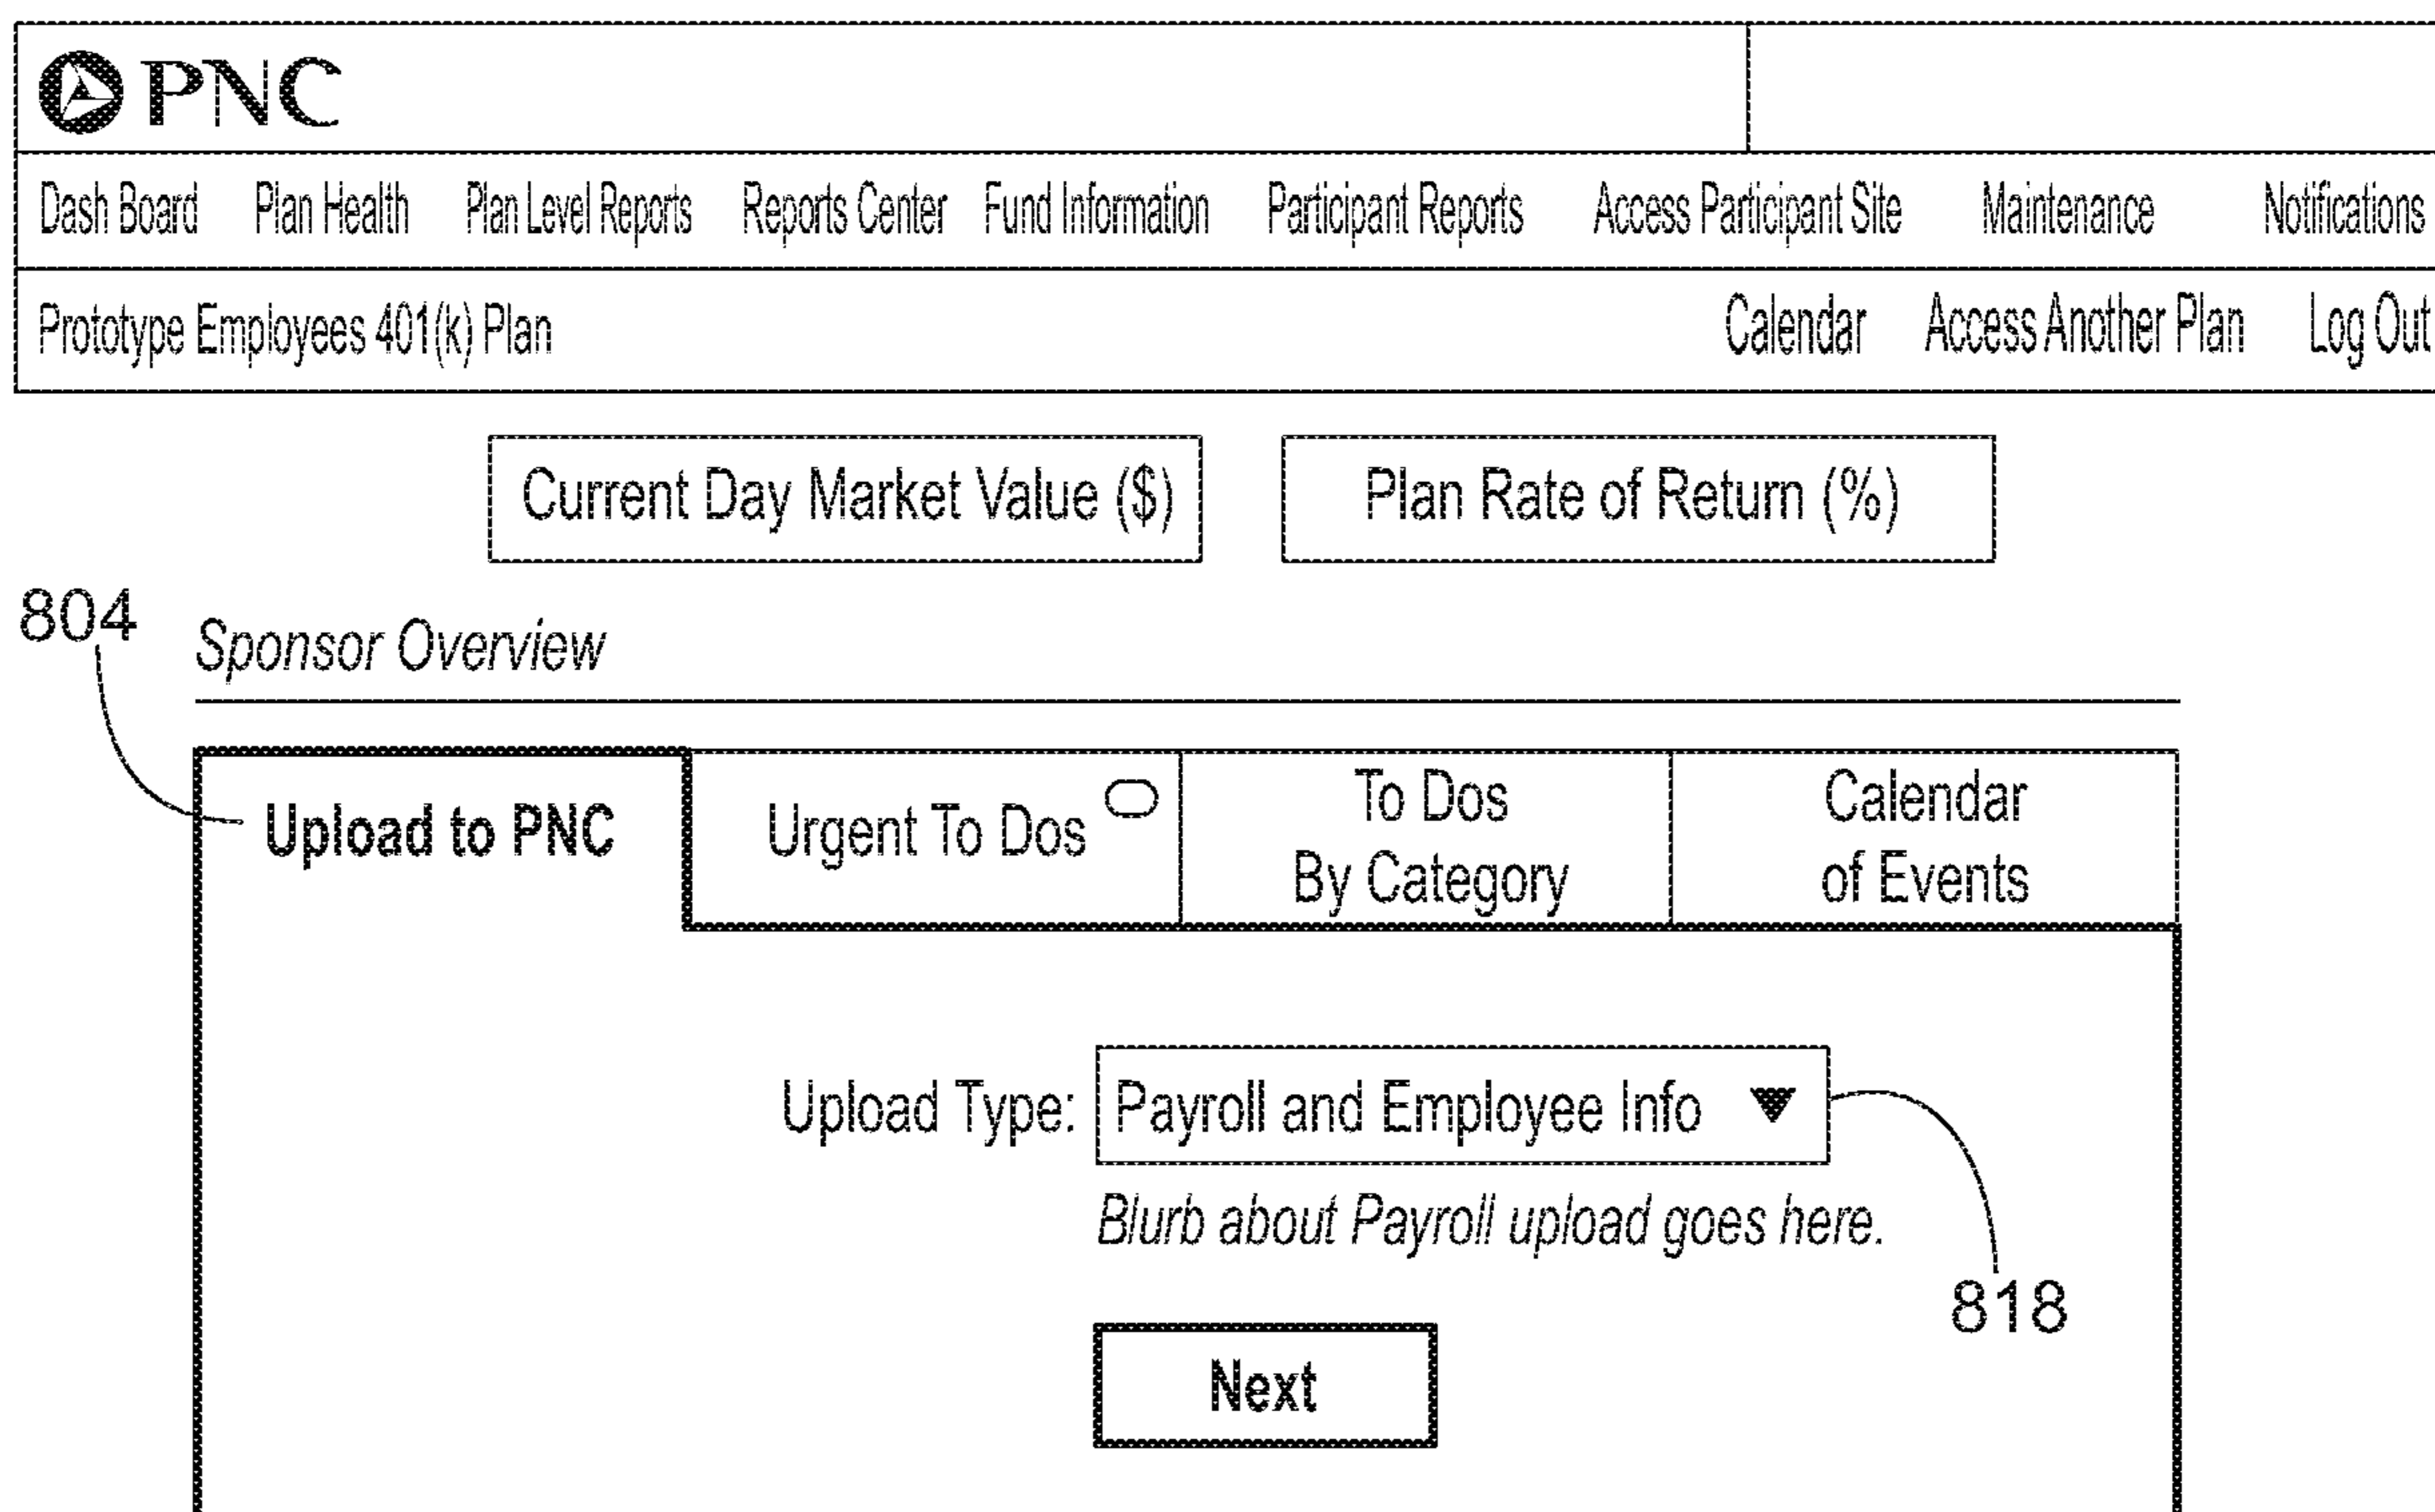 PNC
Dash Board Plan Health Plan Level Reports Reports Center Fund Information Participant Reports Access Participant Site Maintenance Notifications
Prototype Employees 401(k) Plan Calendar Access Another Plan Log Out
Current Day Market Value ($) Plan Rate of Return (%)
804
Sponsor Overview
Upload to PNC Urgent To Dos To Dos
By Category Calendar
of Events
Upload Type: Payroll and Employee Info
Blurb about Payroll upload goes here.
818
Next